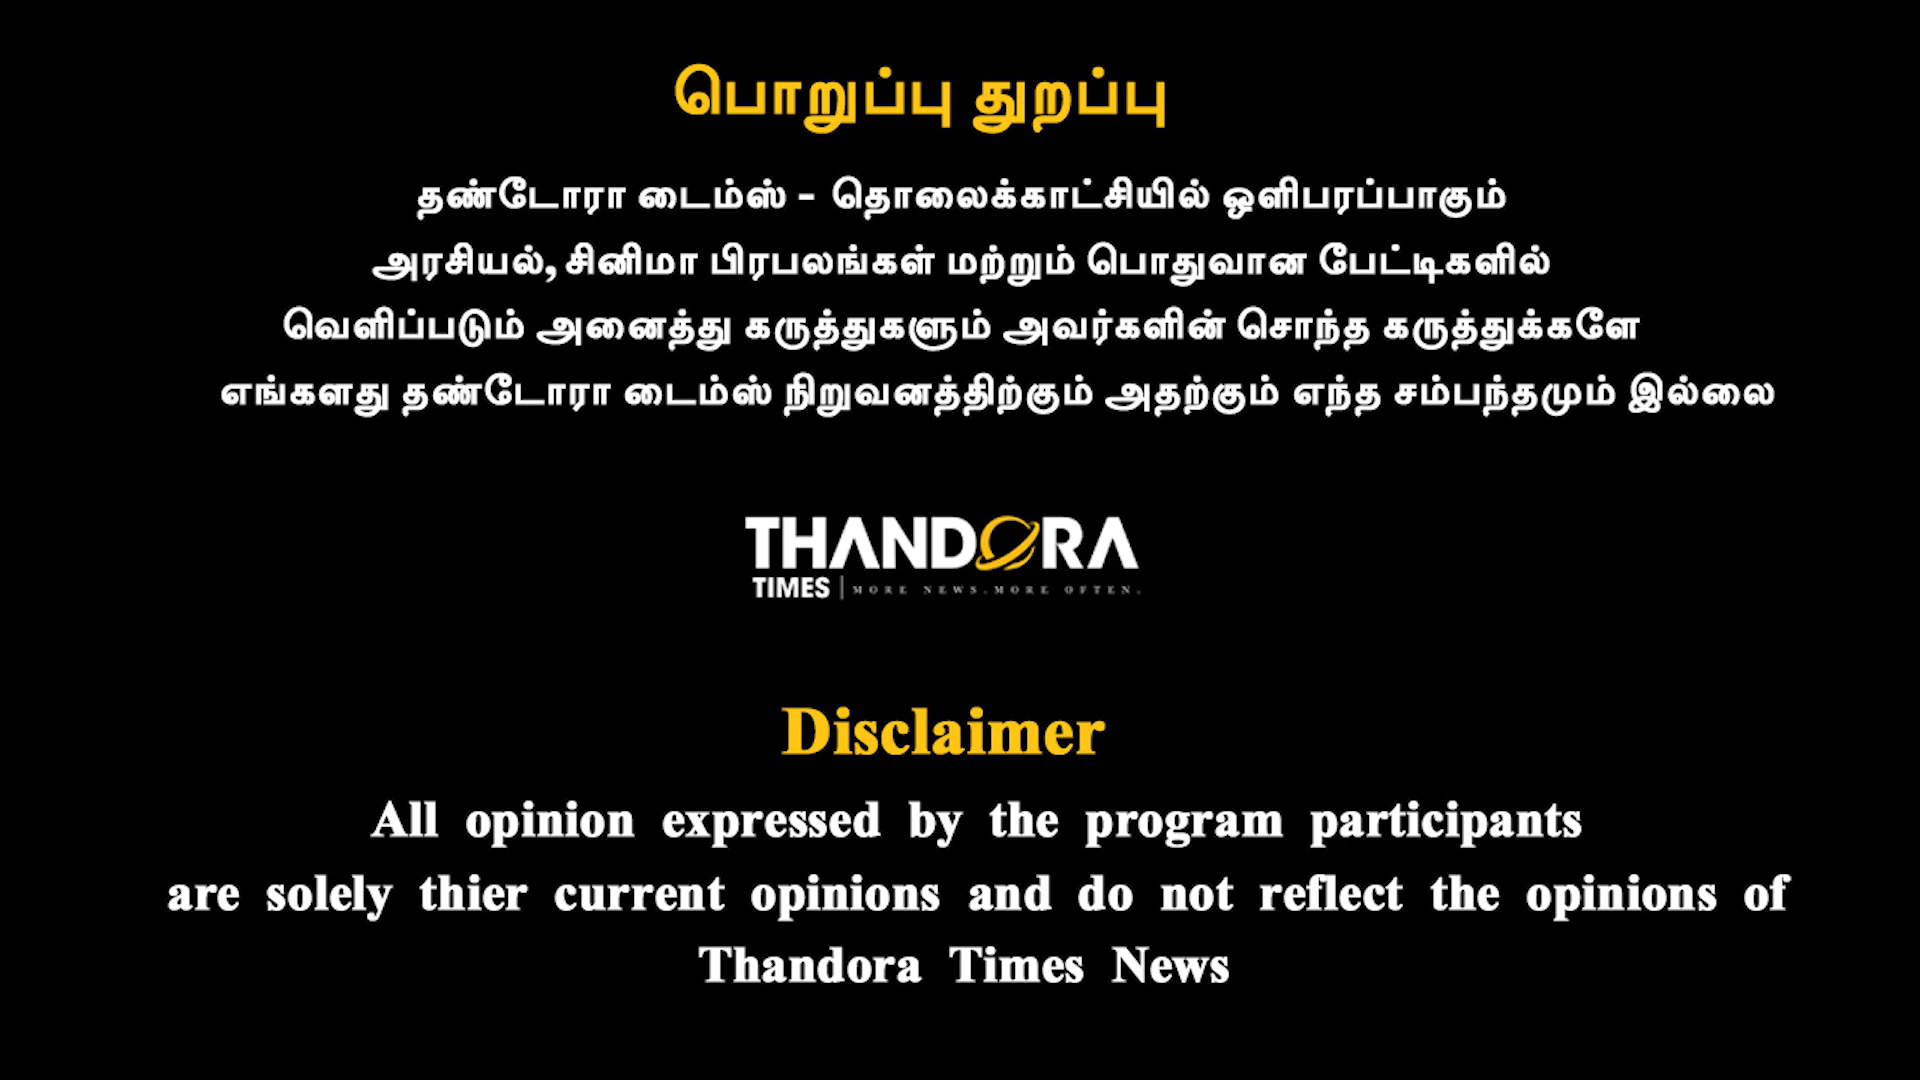 பொறுப்பு துறப்பு
தண்டோரா டைம்ஸ் - தொலைக்காட்சியில் ஒளிபரப்பாகும்
அரசியல், சினிமா பிரபலங்கள் மற்றும் பொதுவான பேட்டிகளில்
வெளிப்படும் அனைத்து கருத்துகளும் அவர்களின் சொந்த கருத்துக்களே
எங்களது தண்டோரா டைம்ஸ் நிறுவனத்திற்கும் அதற்கும் எந்த சம்பந்தமும் இல்லை
THANDORA
TIMES | MORE NEWS.MORE OFTEN.
Disclaimer
All opinion expressed by the program participants
are solely thier current opinions and do not reflect the opinions of
Thandora Times News